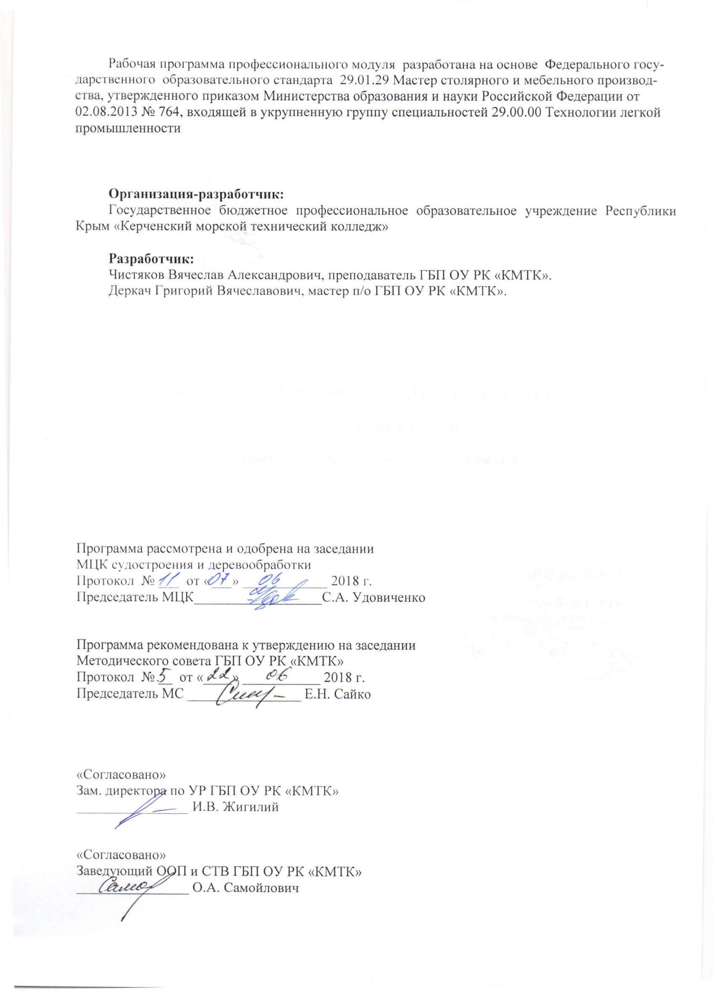 Рабочая программа профессионального модуля разработана на основе Федерального госу-
дарственного образовательного стандарта 29.01.29 Мастер столярного и мебельного производ-
ства, утвержденного приказом Министерства образования и науки Российской Федерации от
02.08.2013 № 764, входящей в укрупненную группу специальностей 29.00.00 Технологии легкой
промышленности
Организация-разработчик:
Государственное бюджетное профессиональное образовательное учреждение Республики
Крым «Керченский морской технический колледж»
Разработчик:
Чистяков Вячеслав Александрович, преподаватель ГБП ОУ РК «КМТК».
Деркач Григорий Вячеславович, мастер п/о ГБП ОУ РК «КМТК».
Программа рассмотрена и одобрена на заседании
МЦК судостроения и деревообработки
Протокол № 11 от «07» 06 2018 г.
Председатель МЦК С.А. Удовиченко
Программа рекомендована к утверждению на заседании
Методического совета ГБП ОУ РК «КМТК»
Протокол № 5 от «22» 06 2018 г.
Председатель МС Е.Н. Сайко
«Согласовано»
Зам. директора по УР ГБП ОУ РК «КМТК»
И.В. Жигилий
«Согласовано»
Заведующий ООП и СТВ ГБП ОУ РК «КМТК»
О.А. Самойлович